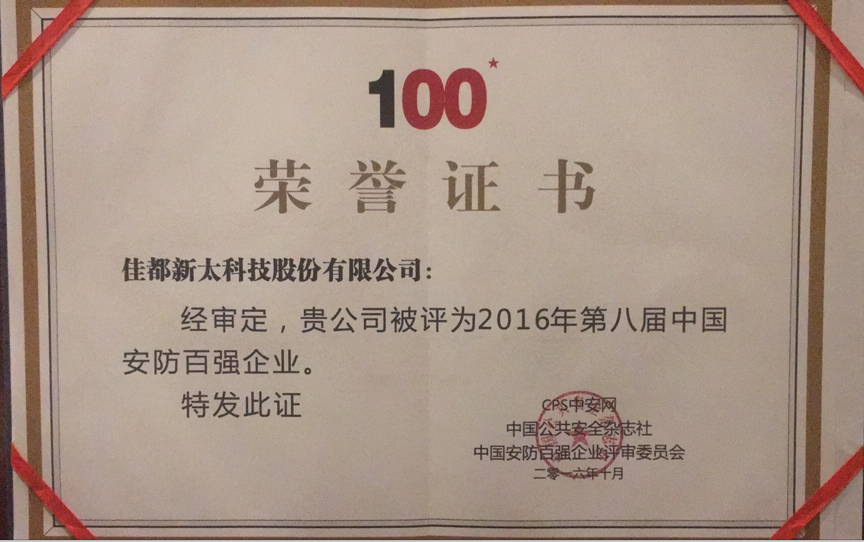 100
荣誉证书
佳都新太科技股份有限公司：
经审定，贵公司被评为2016年第八届中国
安防百强企业。
特发此证
CPS中安网
中国公共安全杂志社
中国安防百强企业评审委员会
二零一六年十月